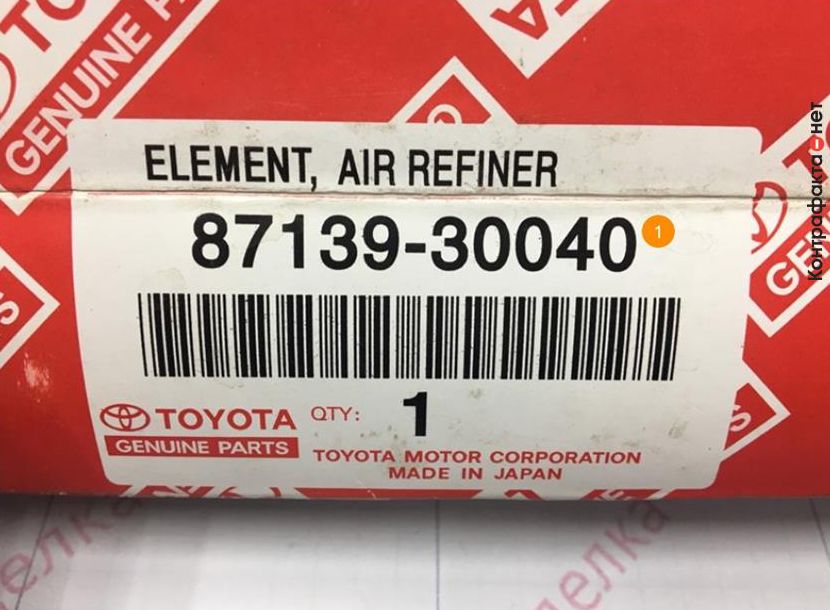 GENUINE P
ELEMENT, AIR REFINER
87139-30040
1
TOYOTA
GENUINE PARTS
QTY: 1
TOYOTA MOTOR CORPORATION
MADE IN JAPAN
Контрафакта-нет